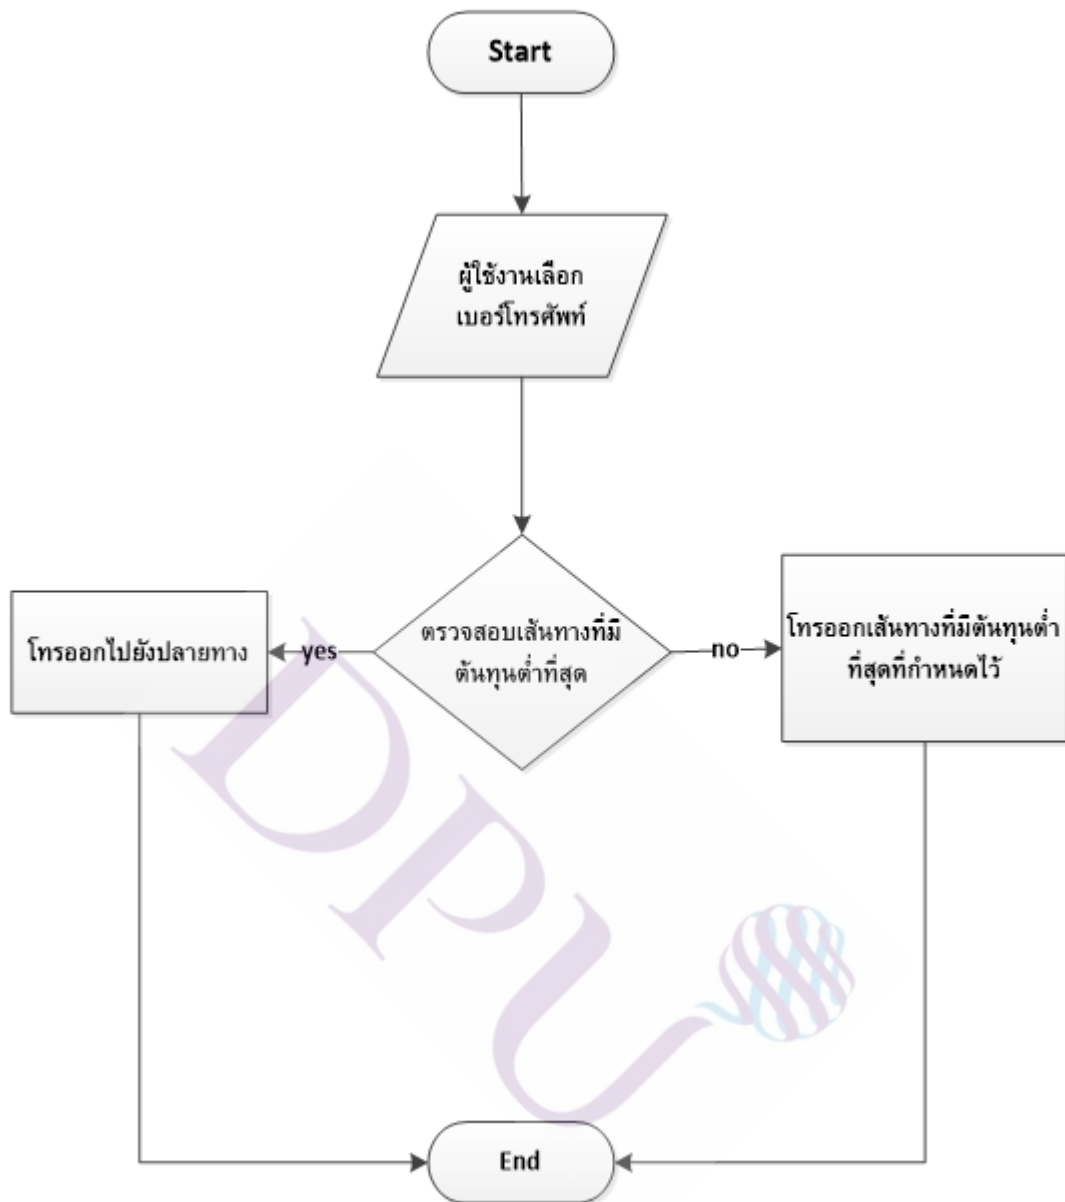 Start
ผู้ใช้งานเลือก
เบอร์โทรศัพท์
ตรวจสอบเส้นทางที่มี
ต้นทุนต่ำที่สุด
yes
no
โทรออกไปยังปลายทาง
โทรออกเส้นทางที่มีต้นทุนต่ำ
ที่สุดที่กำหนดไว้
DPU
End